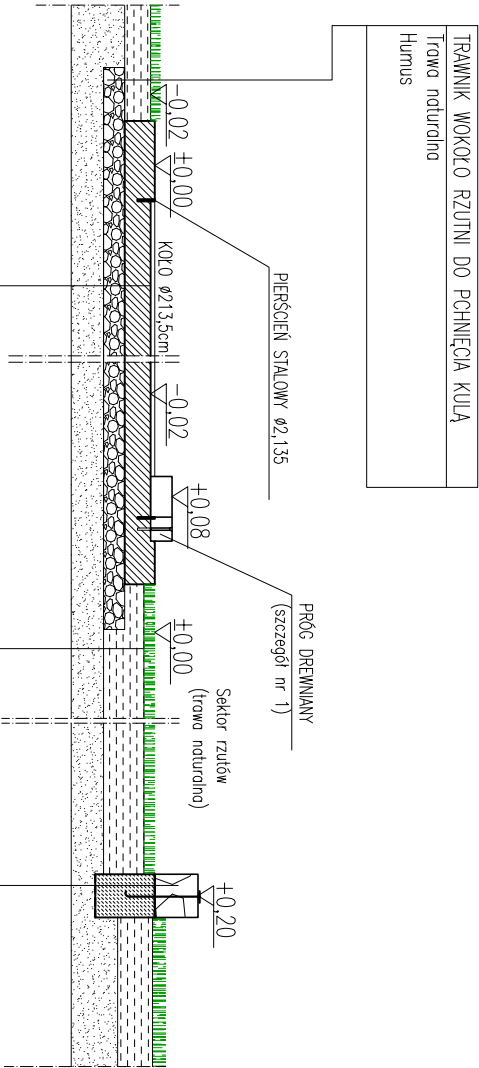 TRAWNIK WOKOŁO RZUTNI DO PCHNIĘCIA KULĄ
Trawa naturalna
Humus
PIERŚCIEŃ STALOWY ø2,135
PRÓG DREWNIANY
(szczegół nr 1)
Sektor rzutów
(trawa naturalna)
-0,02
±0,00
KOŁO ø213,5cm
-0,02
+0,08
±0,00
+0,20